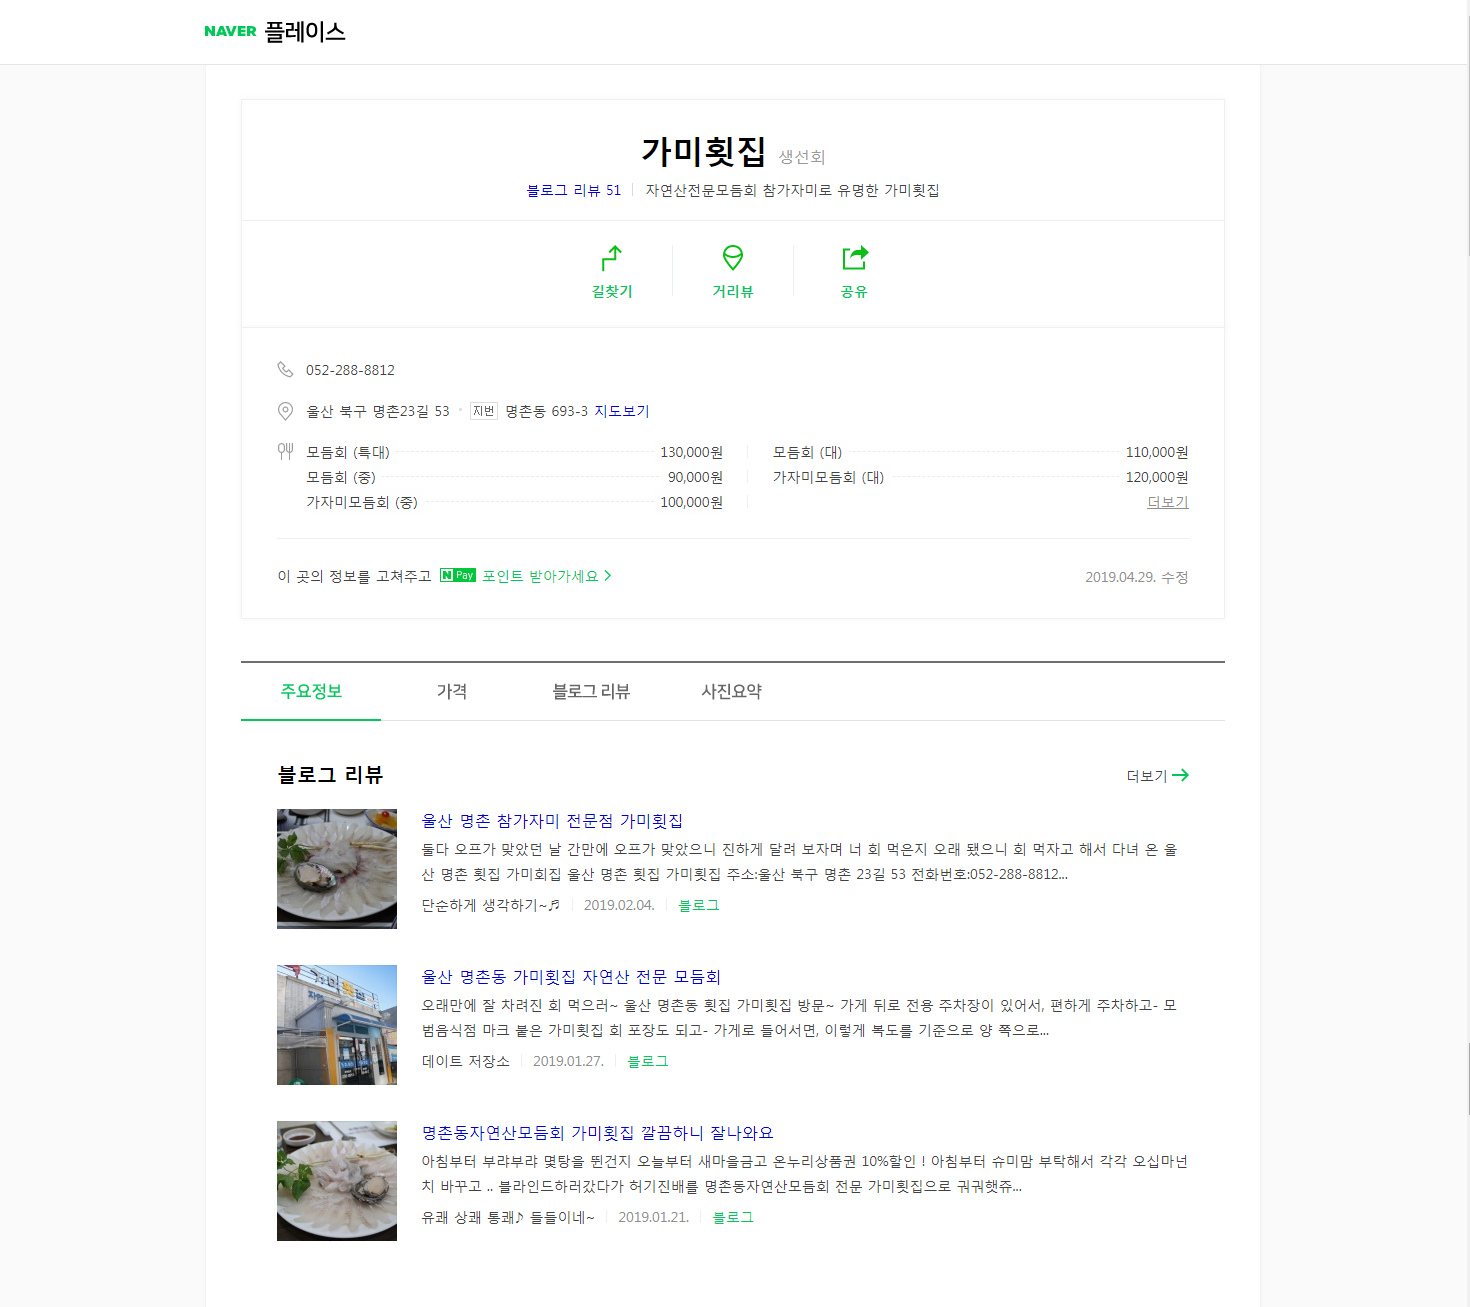 NAVER 플레이스
가미횟집 생선회
블로그 리뷰 51 자연산전문모듬회 참가자미로 유명한 가미횟집
길찾기 거리뷰 공유
052-288-8812
울산 북구 명촌23길 53 지번 명촌동 693-3 지도보기
모듬회 (특대) 130,000원 모듬회 (대) 110,000원
모듬회 (중) 90,000원 가자미모듬회 (대) 120,000원
가자미모듬회 (중) 100,000원 더보기
이 곳의 정보를 고쳐주고 N Pay 포인트 받아가세요 2019.04.29. 수정
주요정보 가격 블로그 리뷰 사진요약
블로그 리뷰 더보기
울산 명촌 참가자미 전문점 가미횟집
둘다 오프가 맞았던 날 간만에 오프가 맞았으니 진하게 달려 보자며 너 회 먹은지 오래 됐으니 회 먹자고 해서 다녀 온 울
산 명촌 횟집 가미회집 울산 명촌 횟집 가미횟집 주소:울산 북구 명촌 23길 53 전화번호:052-288-8812...
단순하게 생각하기~♬ 2019.02.04. 블로그
울산 명촌동 가미횟집 자연산 전문 모듬회
오래만에 잘 차려진 회 먹으러~ 울산 명촌동 횟집 가미횟집 방문~ 가게 뒤로 전용 주차장이 있어서, 편하게 주차하고- 모
범음식점 마크 붙은 가미횟집 회 포장도 되고- 가게로 들어서면, 이렇게 복도를 기준으로 양 쪽으로...
데이트 저장소 2019.01.27. 블로그
명촌동자연산모듬회 가미횟집 깔끔하니 잘나와요
아침부터 부랴부랴 몇탕을 뛴건지 오늘부터 새마을금고 온누리상품권 10%할인 ! 아침부터 슈미맘 부탁해서 각각 오십마넌
치 바꾸고 .. 블라인드하러갔다가 허기진배를 명촌동자연산모듬회 전문 가미횟집으로 궈궈햇쥬...
유쾌 상쾌 통쾌♪ 들들이네~ 2019.01.21. 블로그